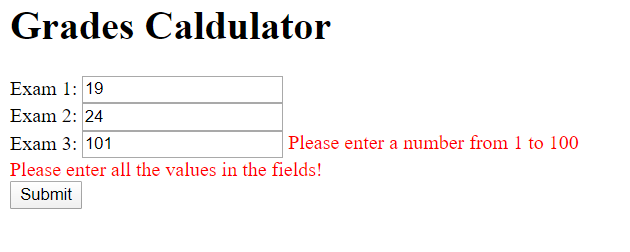 Grades Caldulator
Exam 1: 19
Exam 2: 24
Exam 3: 101 Please enter a number from 1 to 100
Please enter all the values in the fields!
Submit